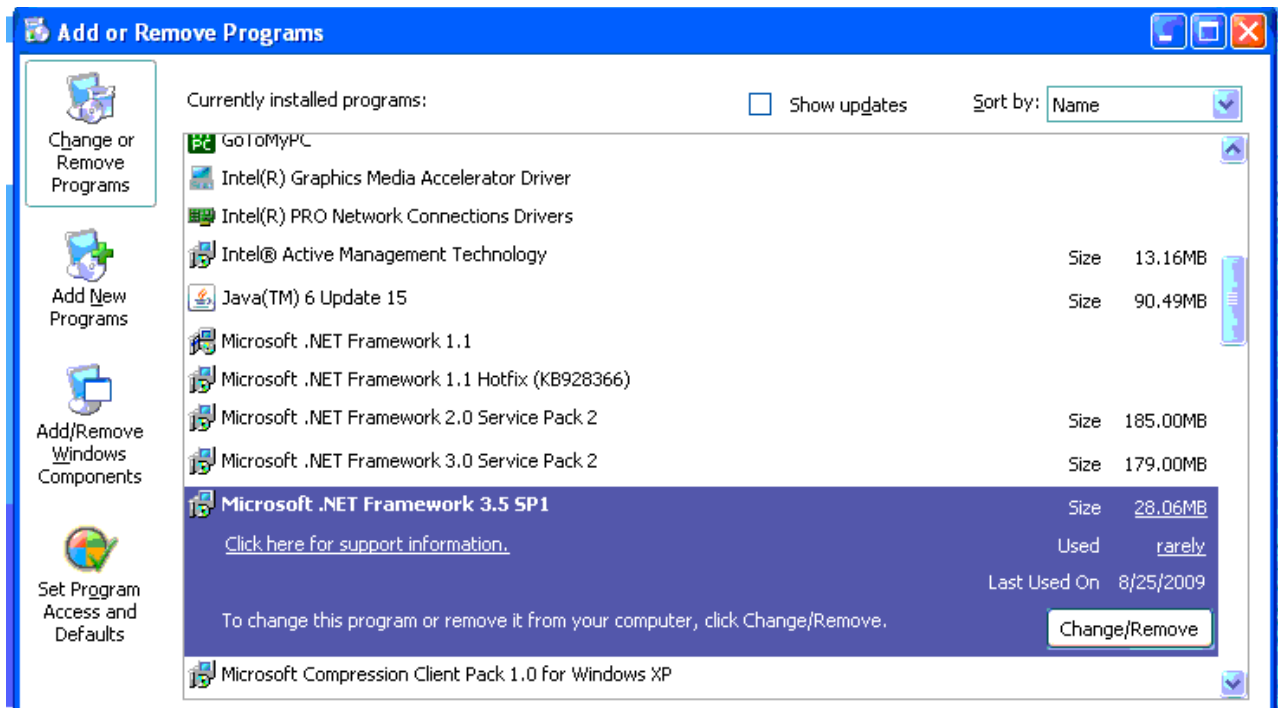 Add or Remove Programs
Change or
Remove
Programs
Add New
Programs
Add/Remove
Windows
Components
Set Program
Access and
Defaults
Currently installed programs:
Show updates
Sort by: Name
PC GoToMyPC
Intel(R) Graphics Media Accelerator Driver
Intel(R) PRO Network Connections Drivers
Intel® Active Management Technology Size 13.16MB
Java(TM) 6 Update 15 Size 90.49MB
Microsoft .NET Framework 1.1
Microsoft .NET Framework 1.1 Hotfix (KB928366)
Microsoft .NET Framework 2.0 Service Pack 2 Size 185.00MB
Microsoft .NET Framework 3.0 Service Pack 2 Size 179.00MB
Microsoft .NET Framework 3.5 SP1 Size 28.06MB
Click here for support information. Used rarely
Last Used On 8/25/2009
To change this program or remove it from your computer, click Change/Remove. Change/Remove
Microsoft Compression Client Pack 1.0 for Windows XP